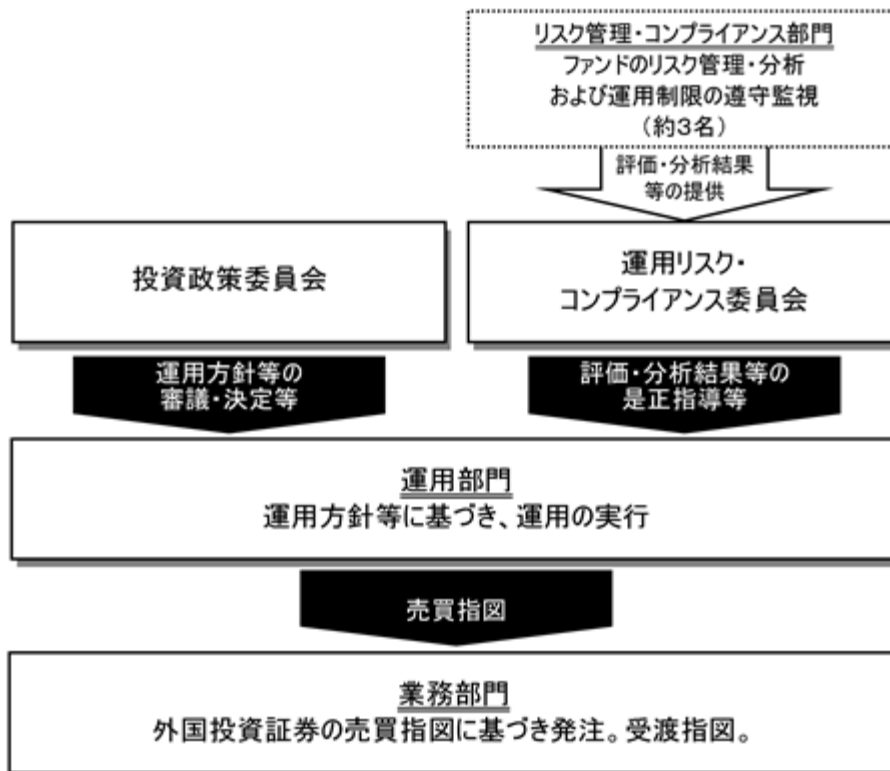 リスク管理・コンプライアンス部門
ファンドのリスク管理・分析
および運用制限の遵守監視
（約3名）
評価・分析結果
等の提供
投資政策委員会
運用リスク・
コンプライアンス委員会
運用方針等の
審議・決定等
評価・分析結果等の
是正指導等
運用部門
運用方針等に基づき、運用の実行
売買指図
業務部門
外国投資証券の売買指図に基づき発注。受渡指図。